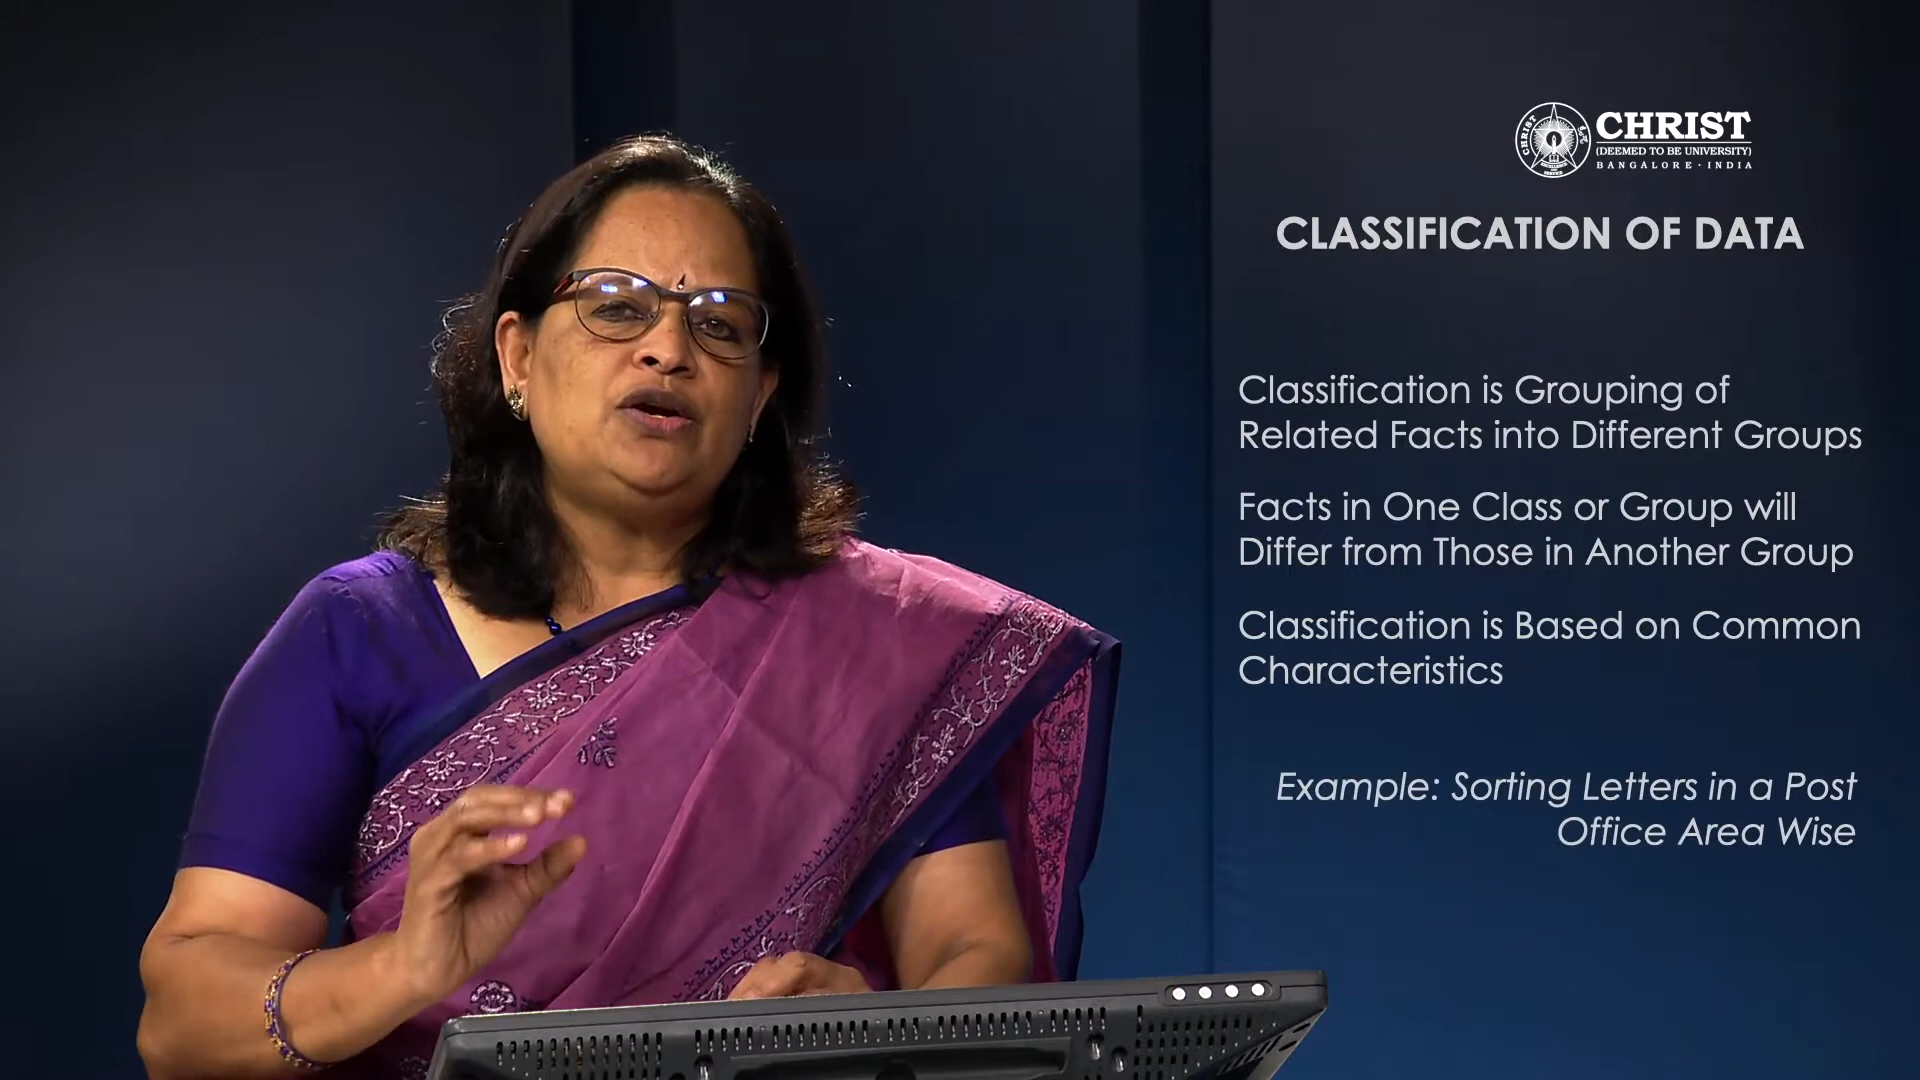 CHRIST
CHRIST
(DEEMED TO BE UNIVERSITY)
BANGALORE · INDIA
CLASSIFICATION OF DATA
Classification is Grouping of
Related Facts into Different Groups
Facts in One Class or Group will
Differ from Those in Another Group
Classification is Based on Common
Characteristics
Example: Sorting Letters in a Post
Office Area Wise